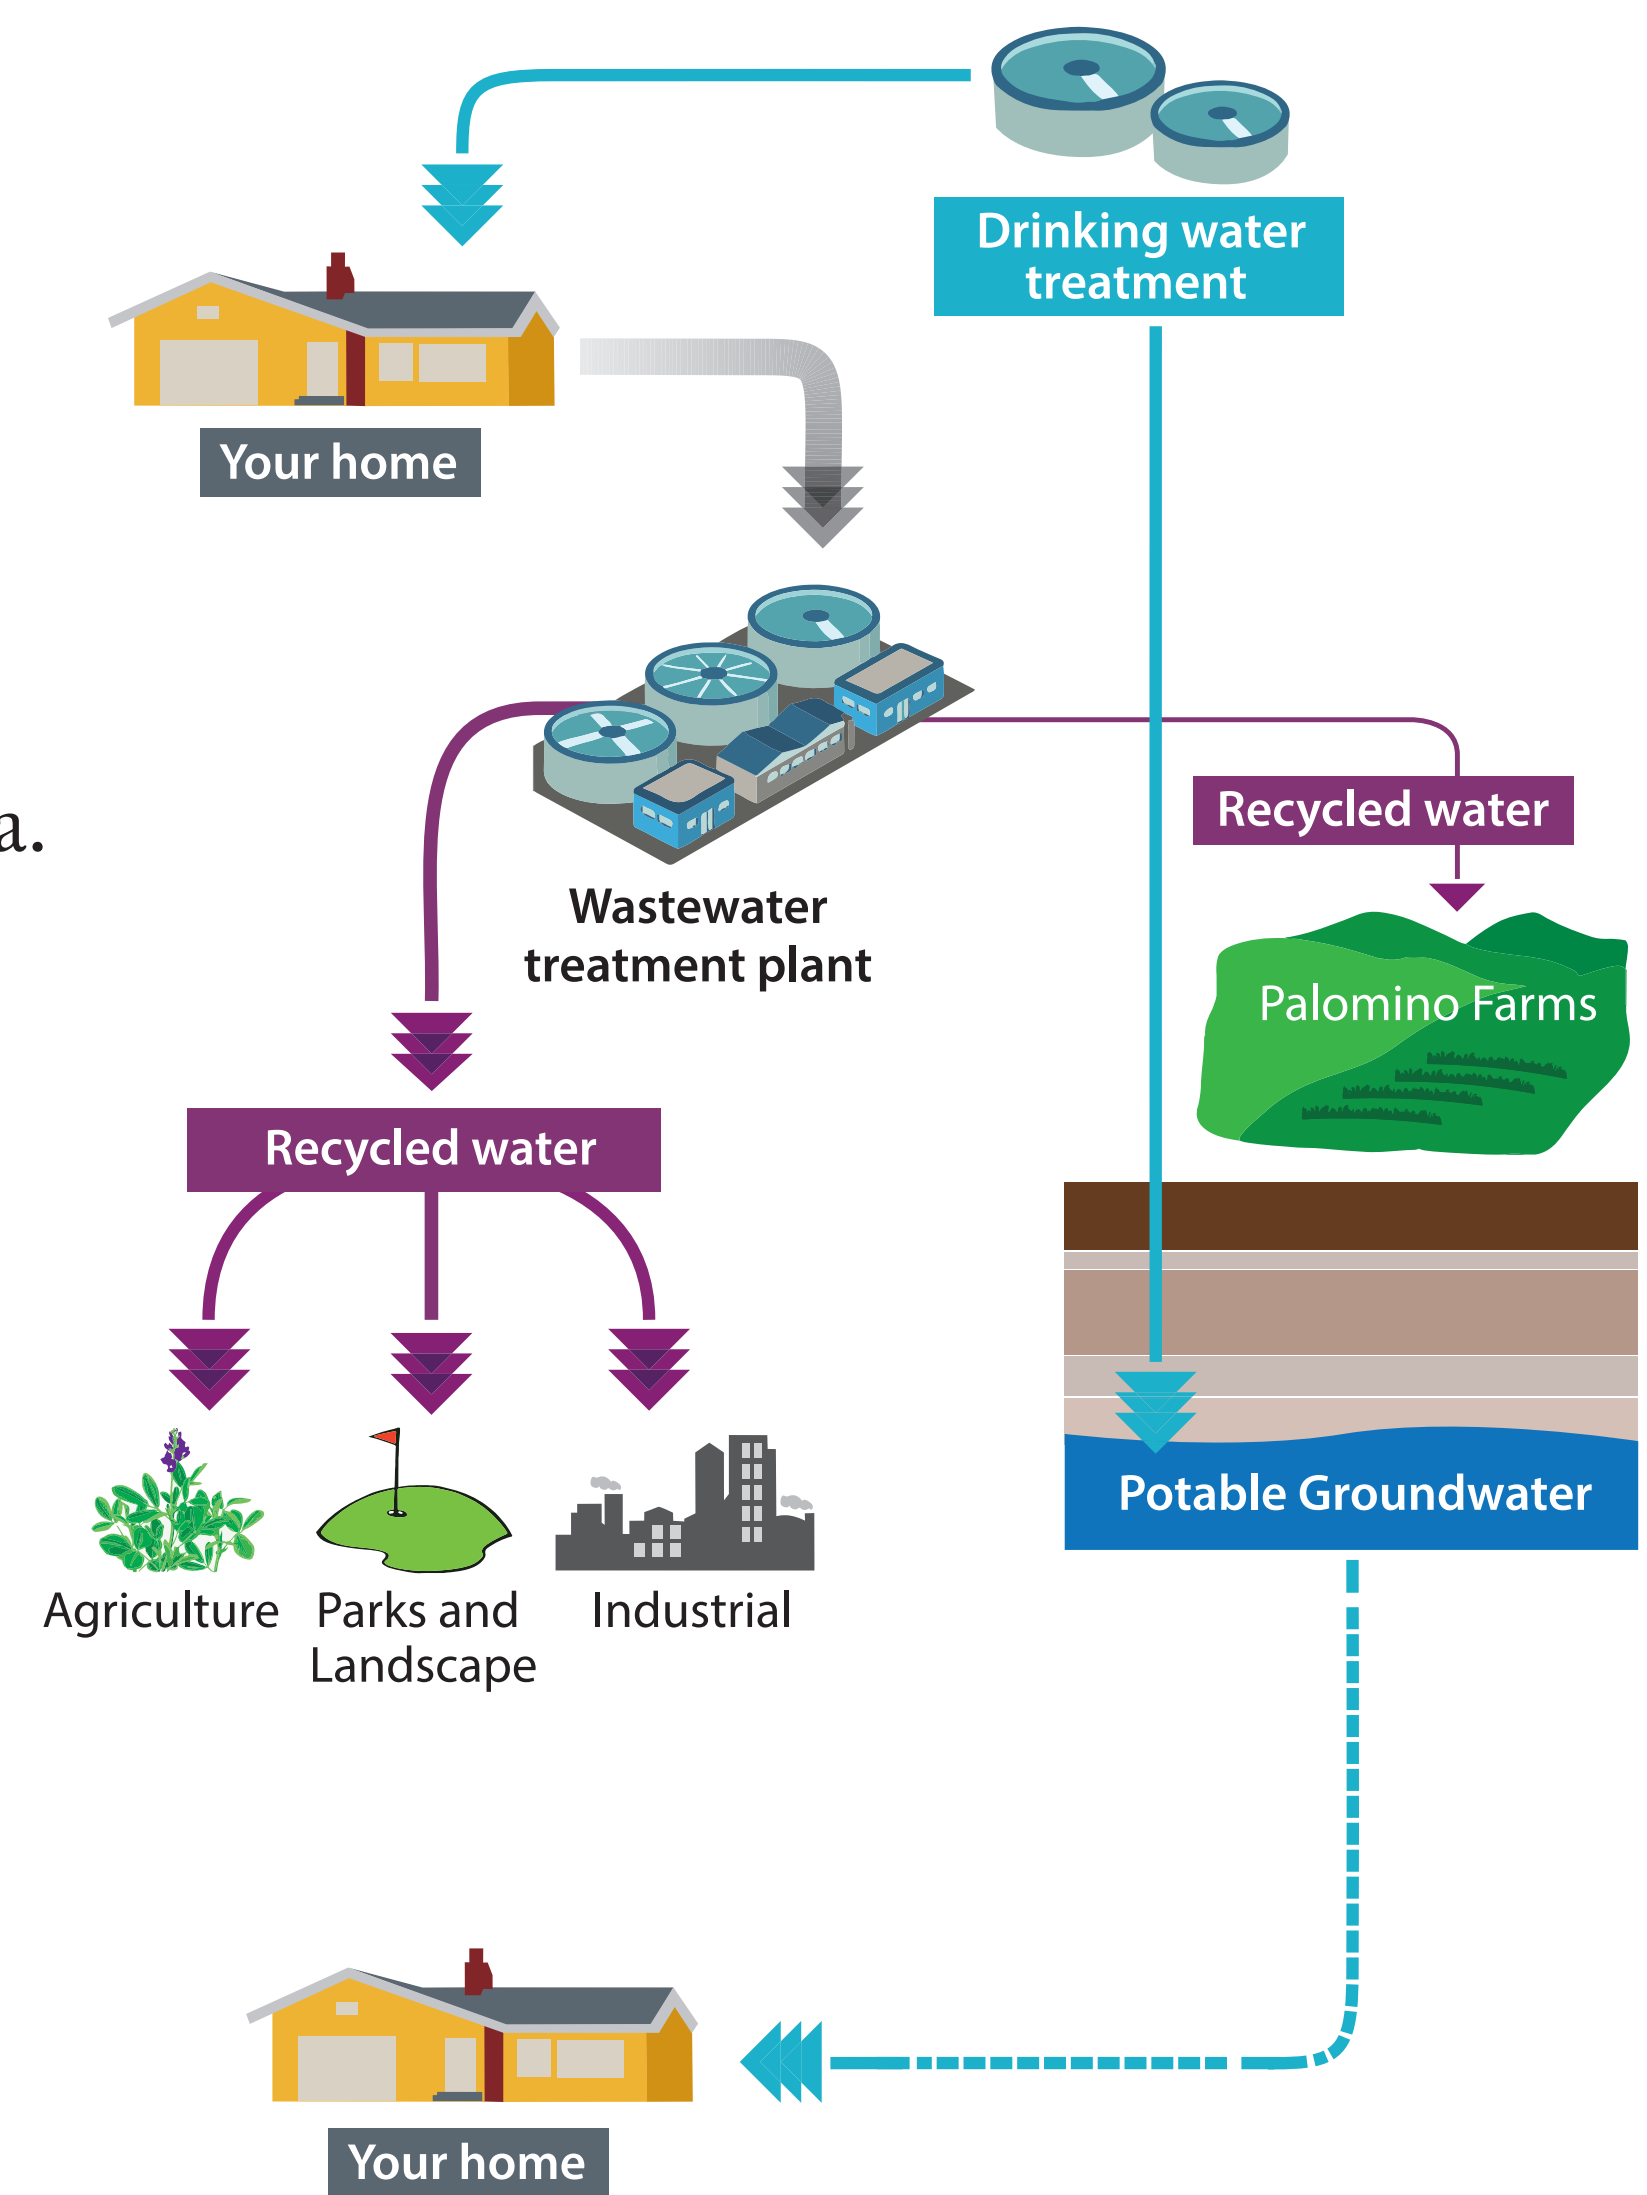 Drinking water
treatment
Your home
a.
Recycled water
Wastewater
treatment plant
Palomino Farms
Recycled water
Potable Groundwater
Agriculture
Parks and
Landscape
Industrial
Your home